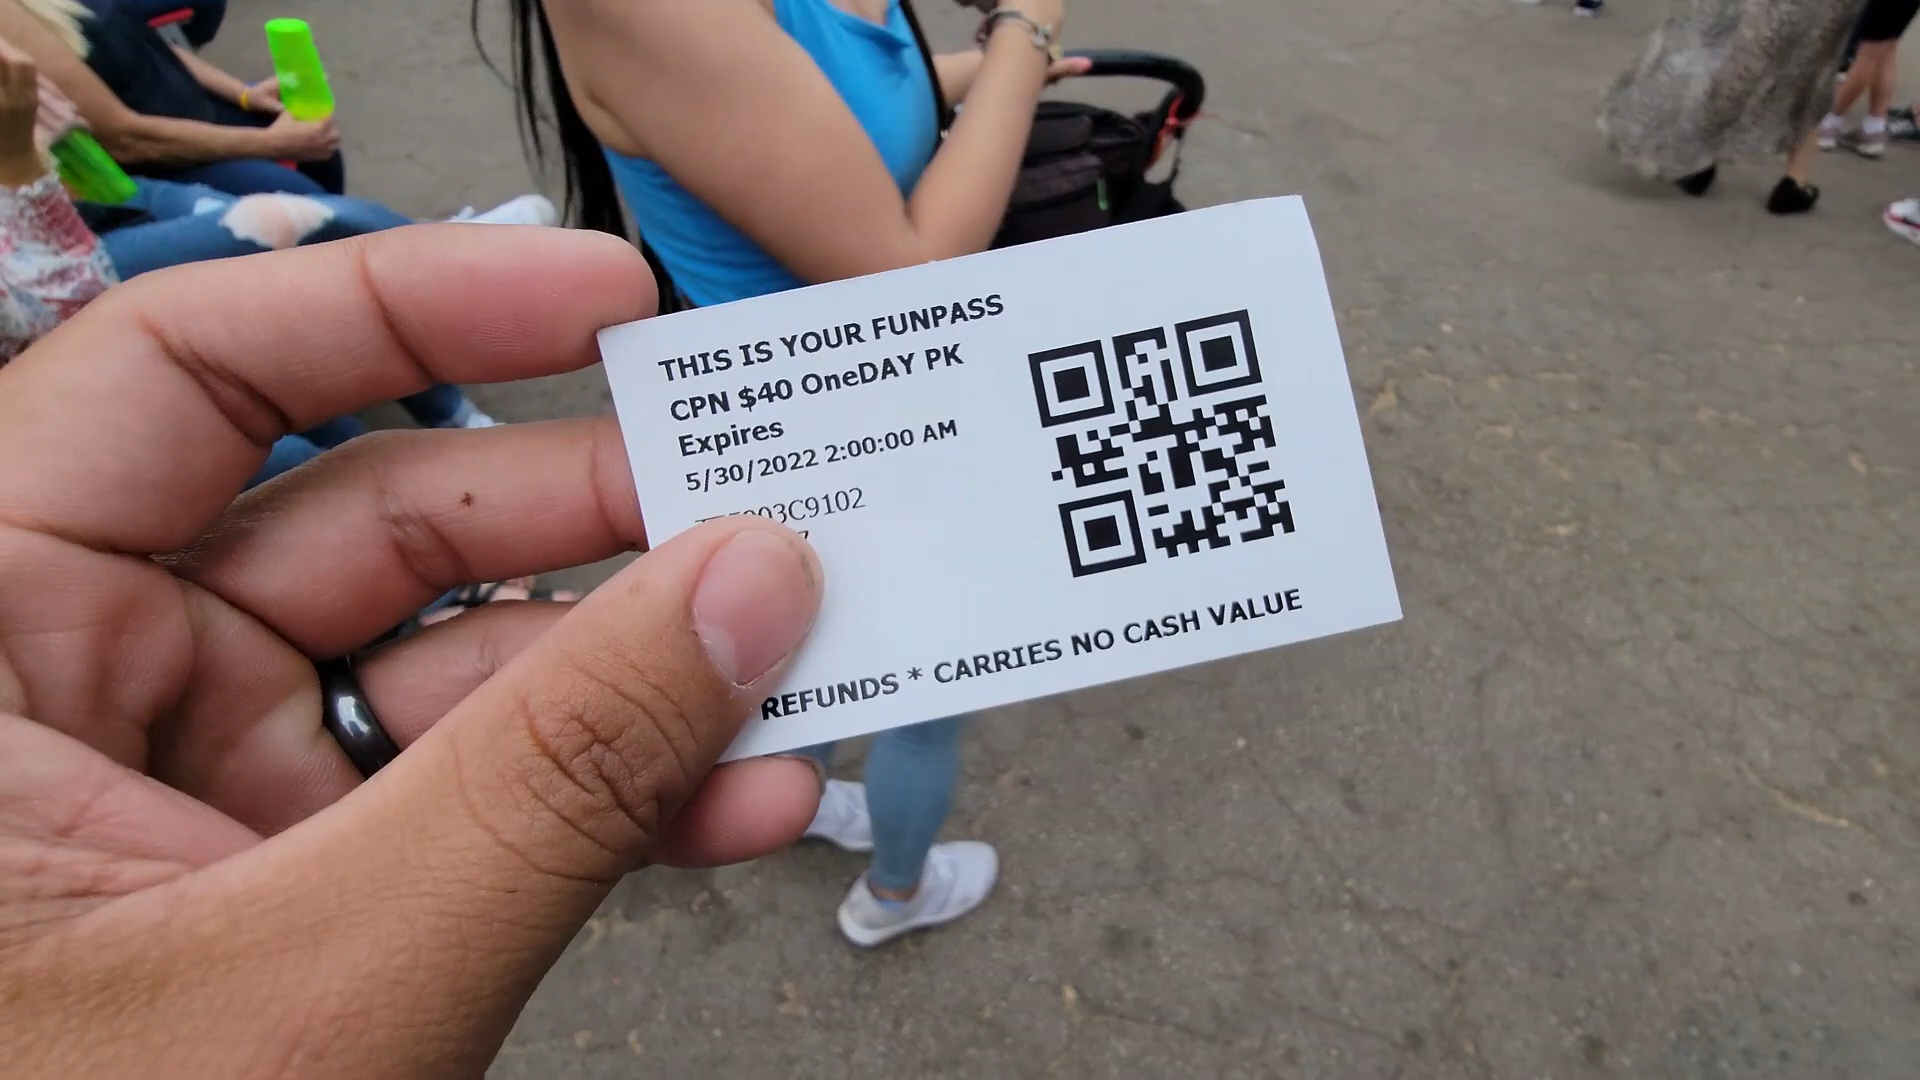 THIS IS YOUR FUNPASS
CPN $40 OneDAY PK
Expires
5/30/2022 2:00:00 AM
REFUNDS * CARRIES NO CASH VALUE